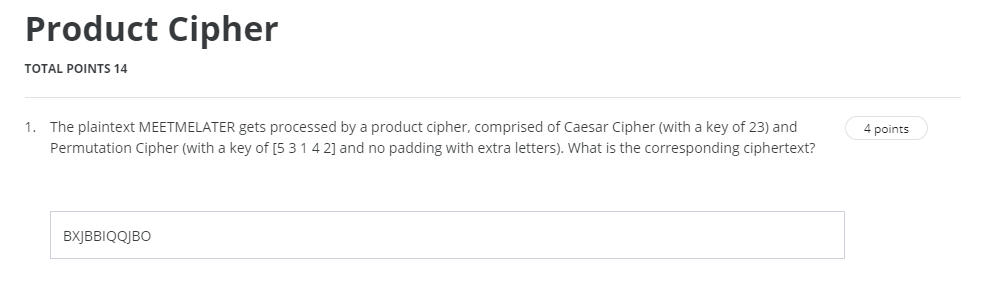 Product Cipher
TOTAL POINTS 14
1. The plaintext MEETMELATER gets processed by a product cipher, comprised of Caesar Cipher (with a key of 23) and
4 points
Permutation Cipher (with a key of [5 3 1 4 2] and no padding with extra letters). What is the corresponding ciphertext?
BXJBBIQQJBO